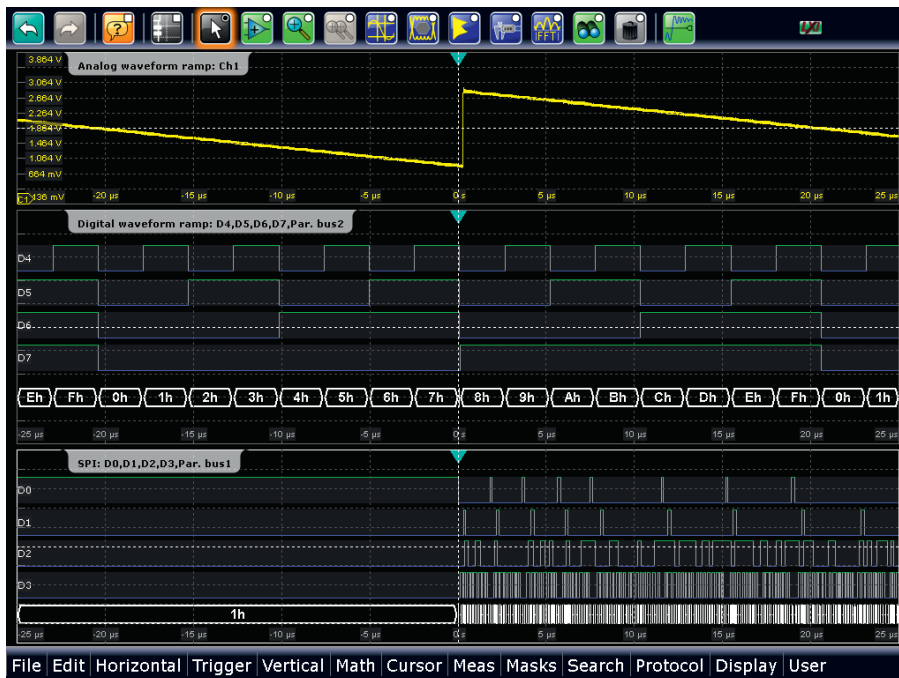 ?
FFT
3.864 V
Analog waveform ramp: Ch1
3.064 V
2.664 V
2.264 V
1.864 V
1.464 V
1.064 V
664 mV
C1 136 mV -20 µs -15 µs -10 µs -5 µs 0 s 5 µs 10 µs 15 µs 20 µs 25 µs
Digital waveform ramp: D4,D5,D6,D7,Par. bus2
D4
D5
D6
D7
Eh Fh 0h 1h 2h 3h 4h 5h 6h 7h 8h 9h Ah Bh Ch Dh Eh Fh 0h 1h
-25 µs -20 µs -15 µs -10 µs -5 µs 0 s 5 µs 10 µs 15 µs 20 µs 25 µs
SPI: D0,D1,D2,D3,Par. bus1
D0
D1
D2
D3
1h
-25 µs -20 µs -15 µs -10 µs -5 µs 0 s 5 µs 10 µs 15 µs 20 µs 25 µs
File Edit Horizontal Trigger Vertical Math Cursor Meas Masks Search Protocol Display User